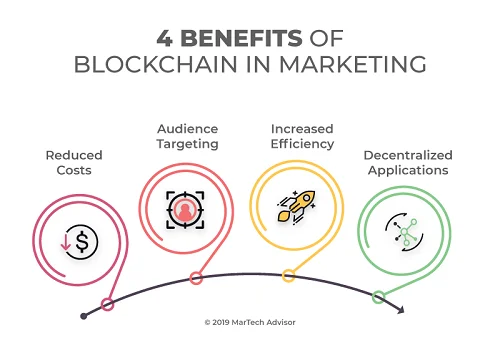 4 BENEFITS OF
BLOCKCHAIN IN MARKETING
Reduced
Costs
Audience
Targeting
Increased
Efficiency
Decentralized
Applications
$
© 2019 MarTech Advisor